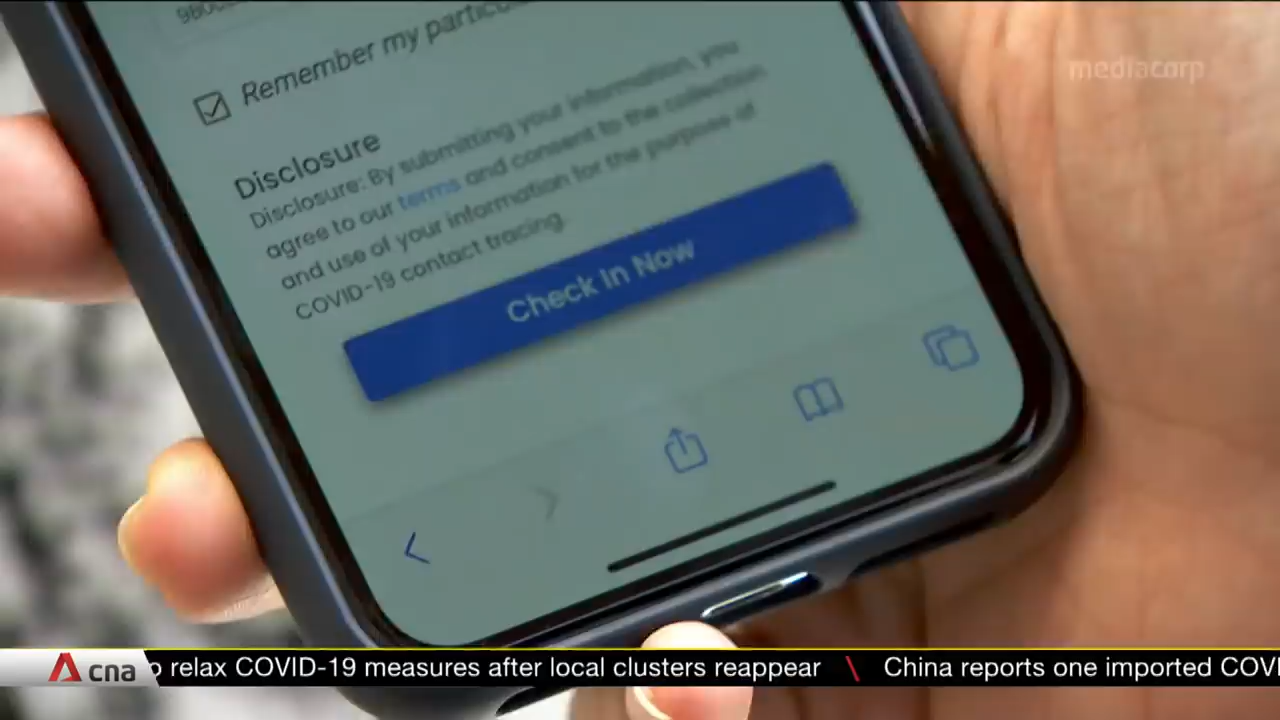 mediacorp
Remember my
Disclosure
Disclosure: By submitting your information, you
agree to our terms and consent to the collection
and use of your information for the purpose of
COVID-19 contact tracing.
Check In Now
cna
relax COVID-19 measures after local clusters reappear \ China reports one imported